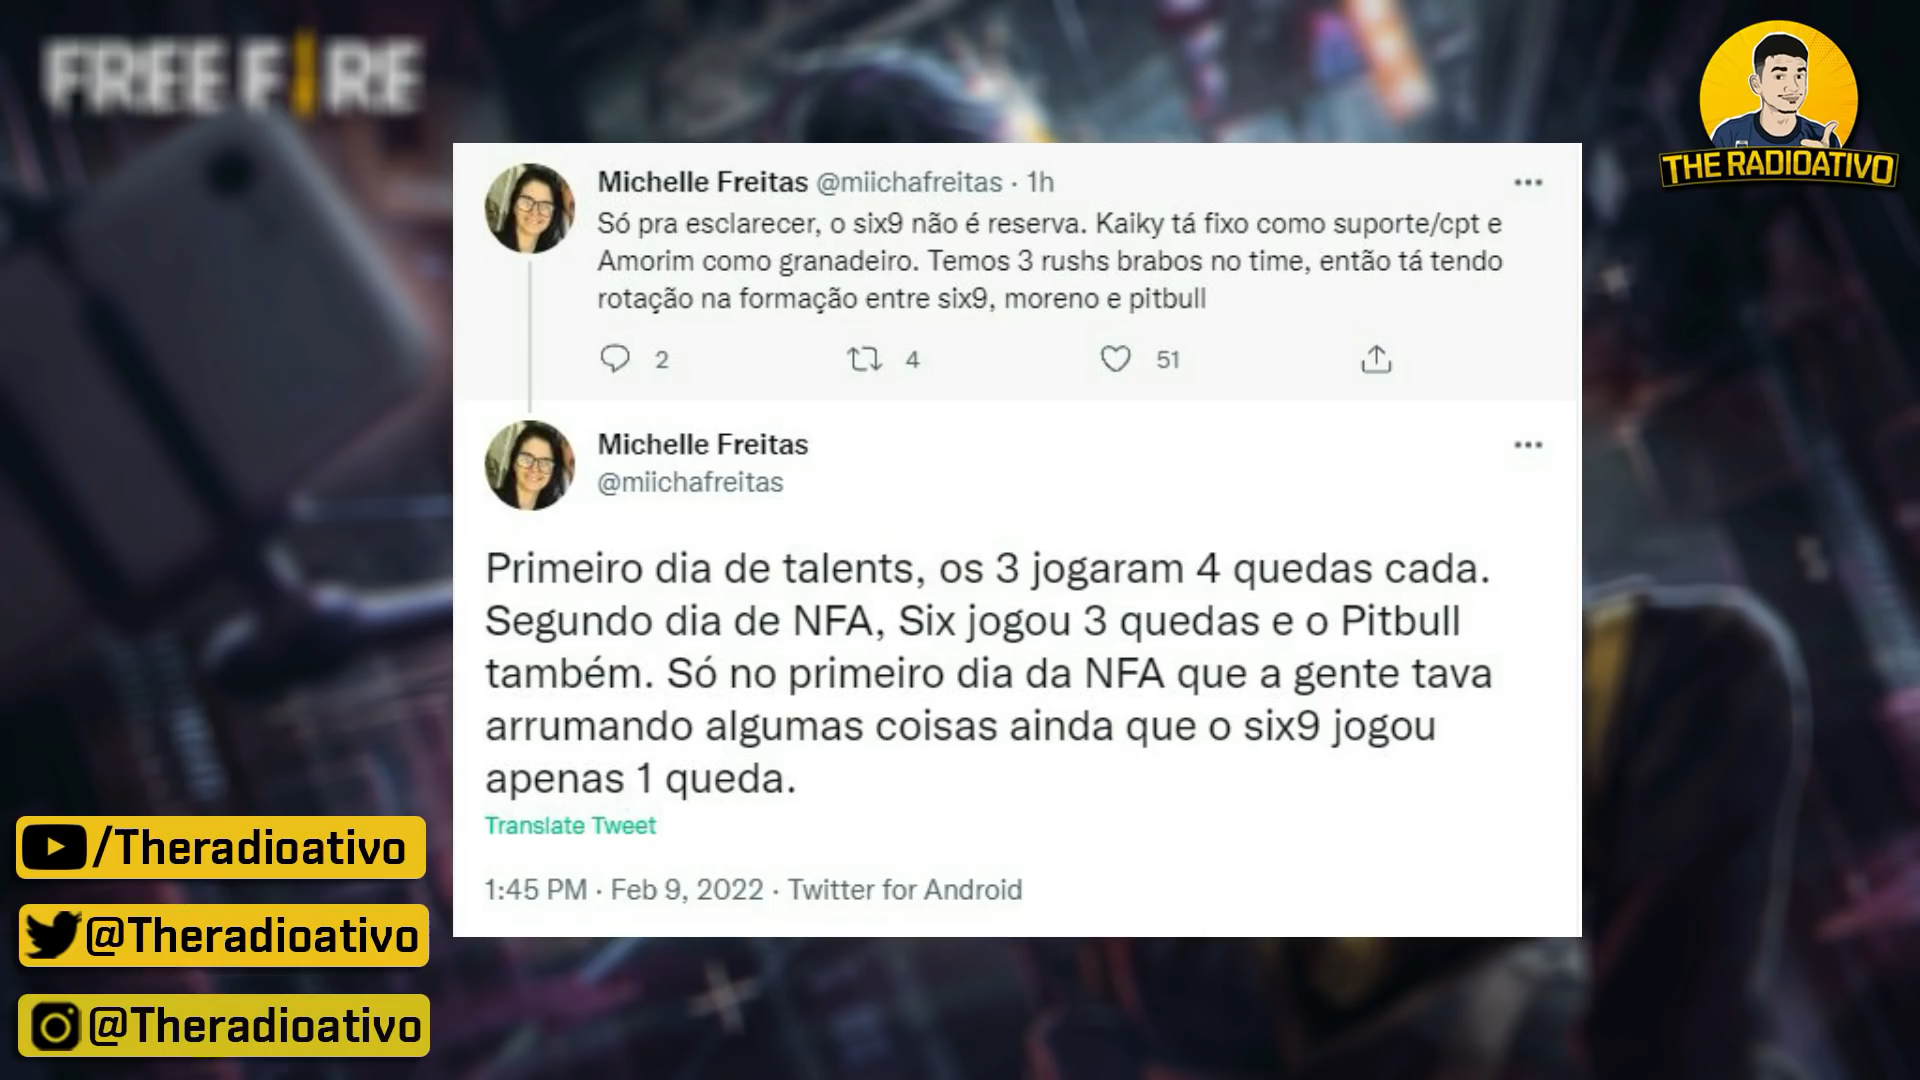 FREE FIRE
THE RADIOATIVO
Michelle Freitas @miichafreitas · 1h
Só pra esclarecer, o six9 não é reserva. Kaiky tá fixo como suporte/cpt e
Amorim como granadeiro. Temos 3 rushs brabos no time, então tá tendo
rotação na formação entre six9, moreno e pitbull
2 4 51
Michelle Freitas
@miichafreitas
Primeiro dia de talents, os 3 jogaram 4 quedas cada.
Segundo dia de NFA, Six jogou 3 quedas e o Pitbull
também. Só no primeiro dia da NFA que a gente tava
arrumando algumas coisas ainda que o six9 jogou
apenas 1 queda.
Translate Tweet
1:45 PM · Feb 9, 2022 · Twitter for Android
/Theradioativo
@Theradioativo
@Theradioativo